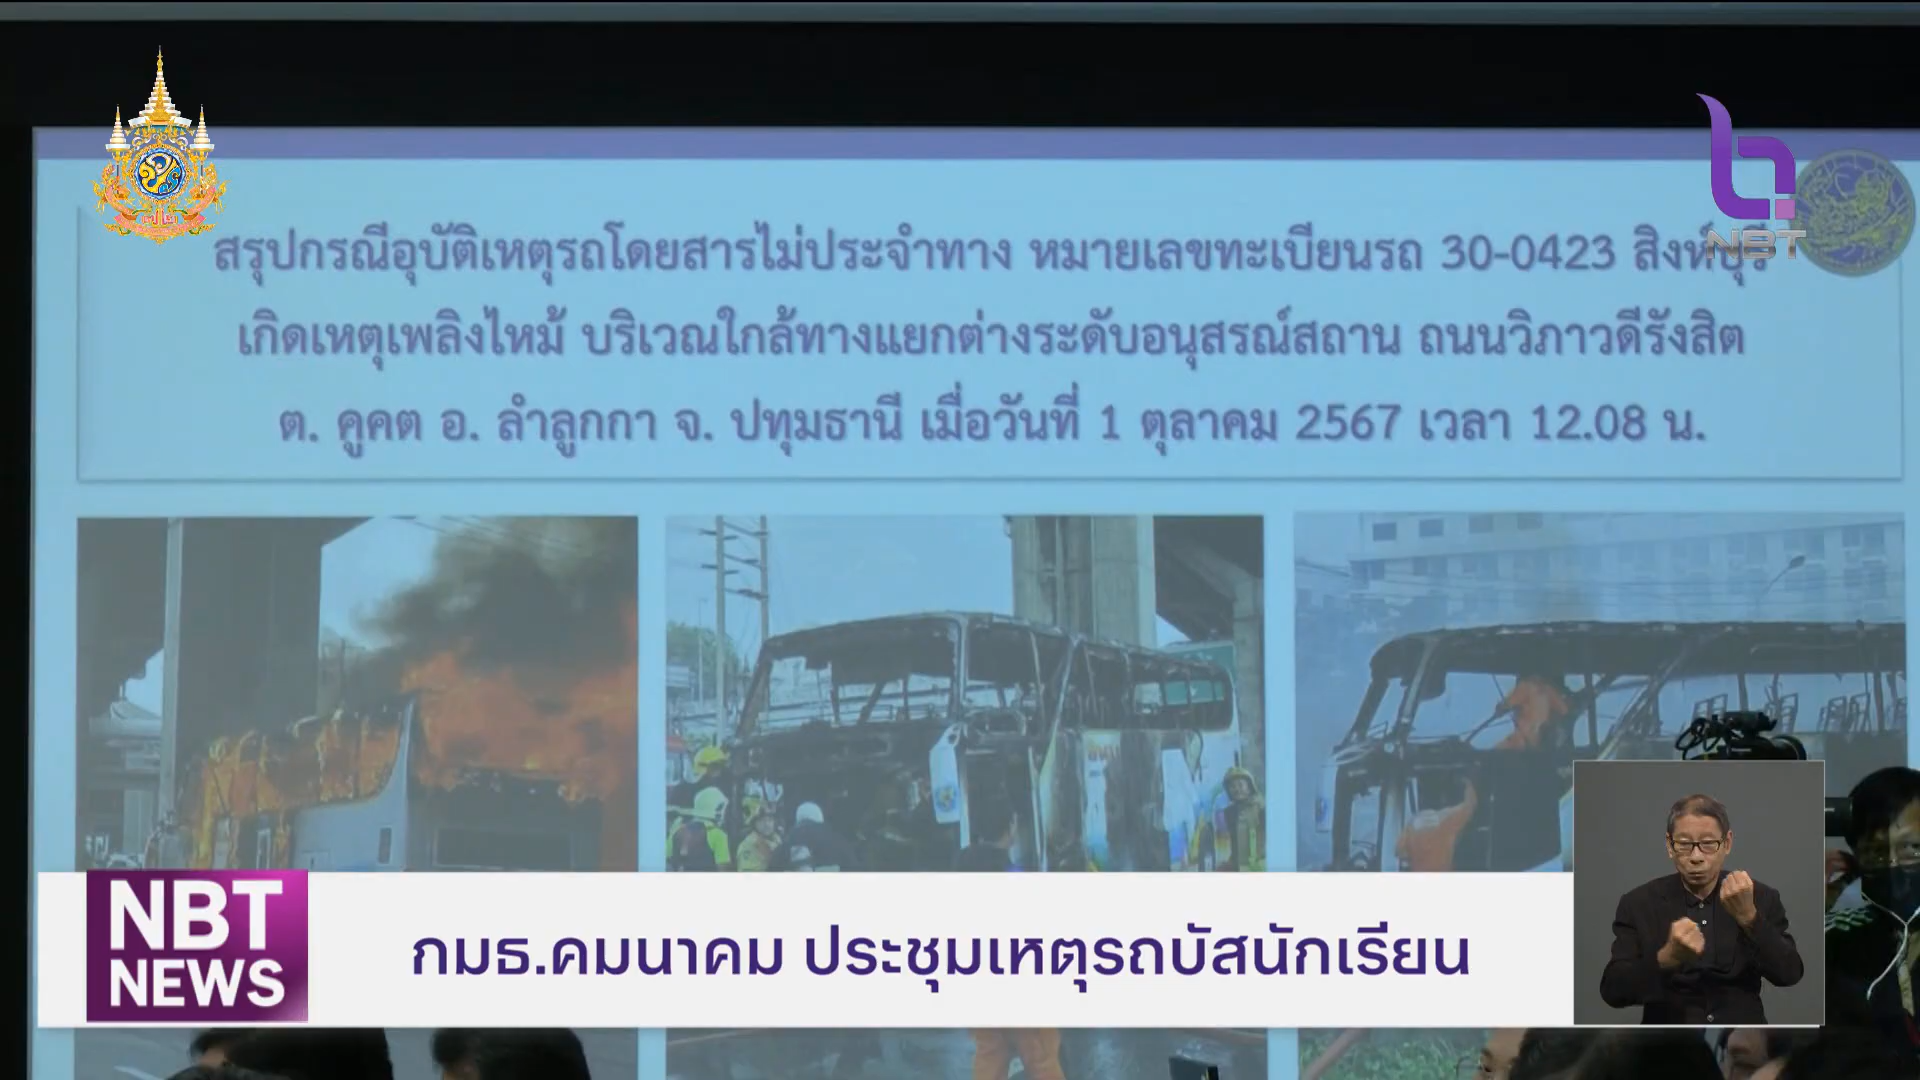 สรุปกรณีอุบัติเหตุรถโดยสารไม่ประจำทาง หมายเลขทะเบียนรถ 30-0423
เกิดเหตุเพลิงไหม้ บริเวณใกล้ทางแยกต่างระดับอนุสรณ์สถาน ถนนวิภาวดีรังสิต
ต. คูคต อ. ลำลูกกา จ. ปทุมธานี เมื่อวันที่ 1 ตุลาคม 2567 เวลา 12.08 น.
NBT
NBT
NEWS
กมธ.คมนาคม ประชุมเหตุรถบัสนักเรียน